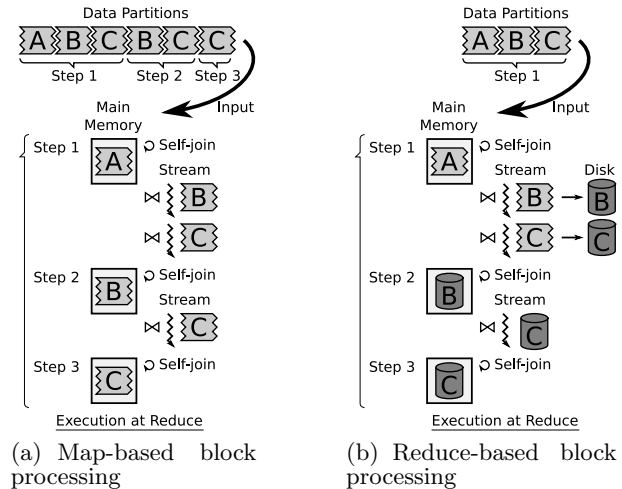 Data Partitions
A B C B C C
Step 1 Step 2 Step 3
Input
Main
Memory
Step 1
A
Self-join
Stream
B
C
Step 2
B
Self-join
Stream
C
Step 3
C
Self-join
Execution at Reduce
(a) Map-based block
processing
Data Partitions
A B C
Step 1
Input
Main
Memory
Step 1
A
Self-join
Stream
Disk
B
B
C
C
Step 2
B
Self-join
Stream
C
Step 3
C
Self-join
Execution at Reduce
(b) Reduce-based block
processing